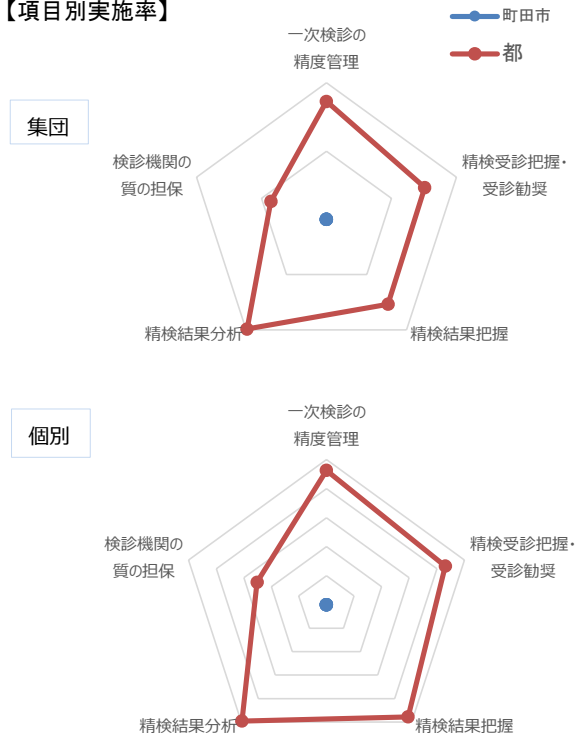 【項目別実施率】
町田市
都
集団
一次検診の
精度管理
精検受診把握・
受診勧奨
精検結果把握
精検結果分析
検診機関の
質の担保
個別
一次検診の
精度管理
精検受診把握・
受診勧奨
精検結果把握
精検結果分析
検診機関の
質の担保